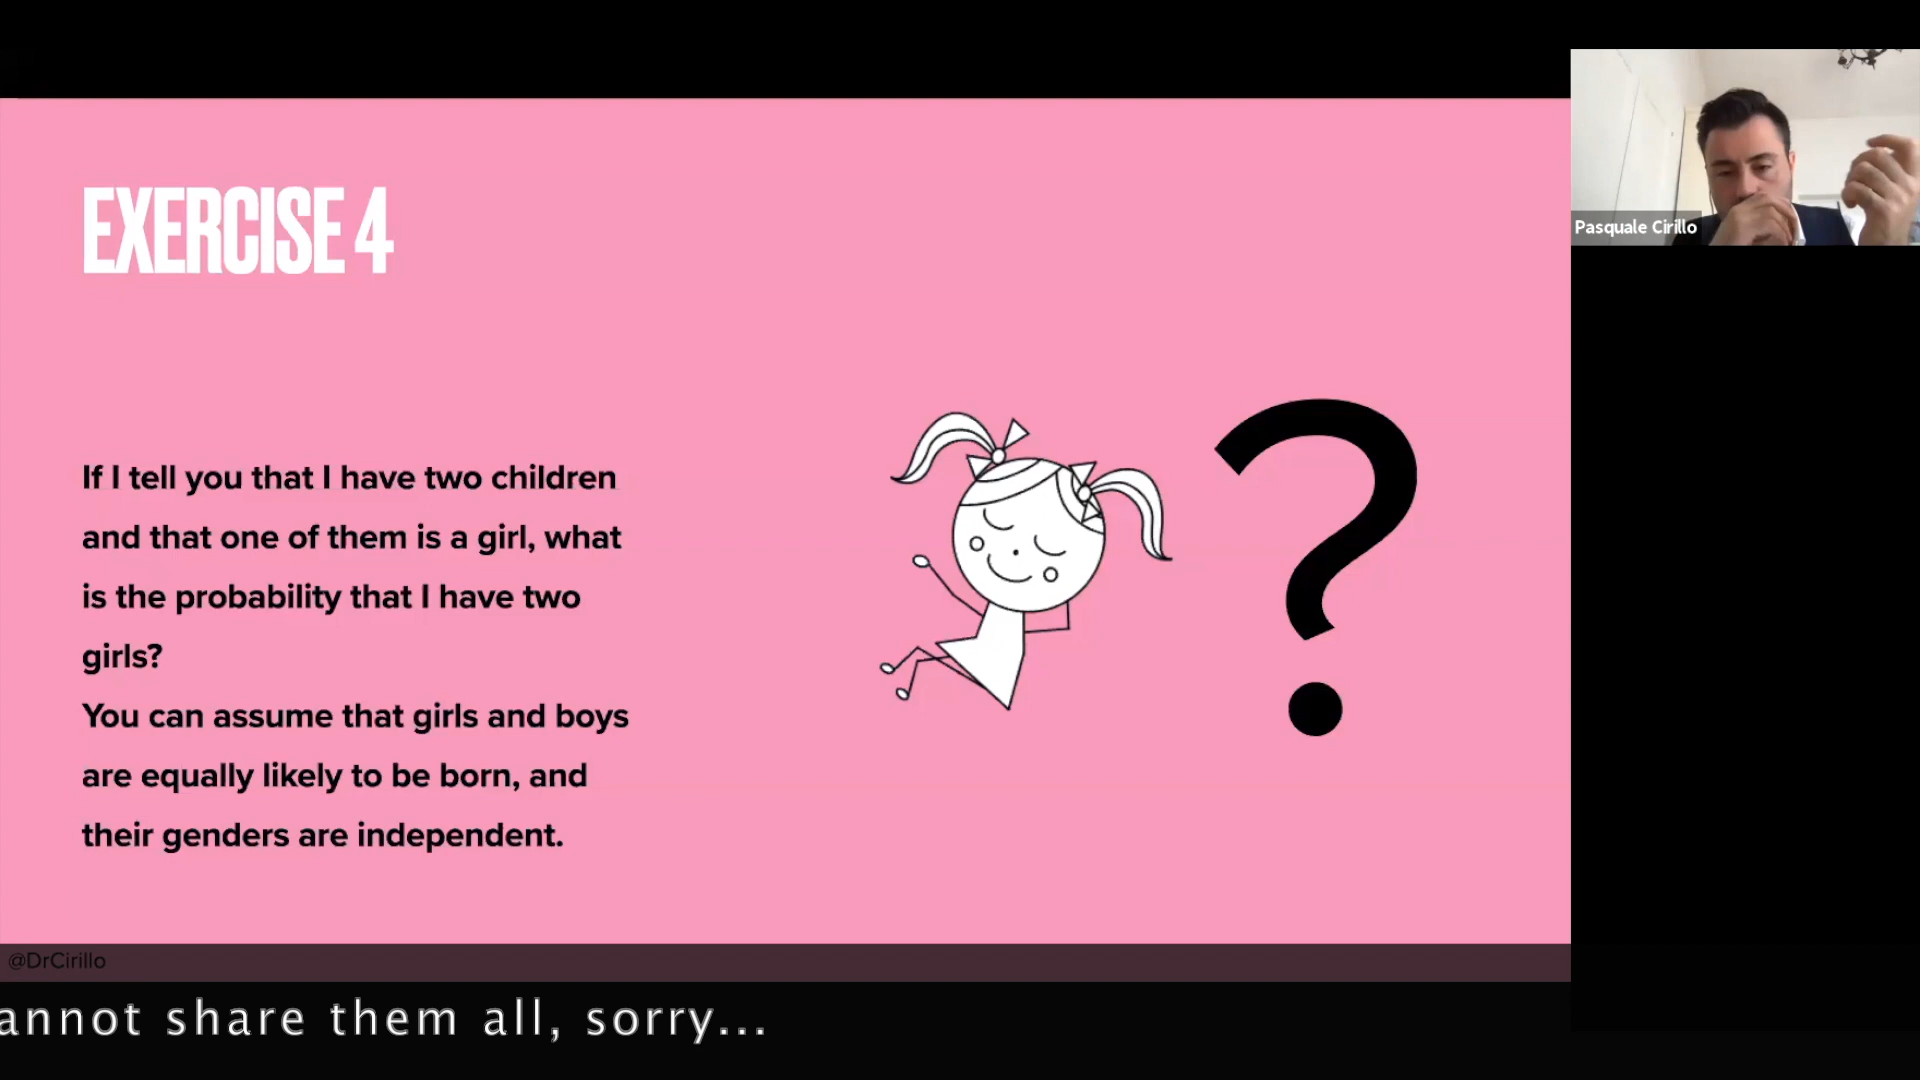 EXERCISE 4
If I tell you that I have two children
and that one of them is a girl, what
is the probability that I have two
girls?
You can assume that girls and boys
are equally likely to be born, and
their genders are independent.
?
Pasquale Cirillo
@DrCirillo
annot share them all, sorry...